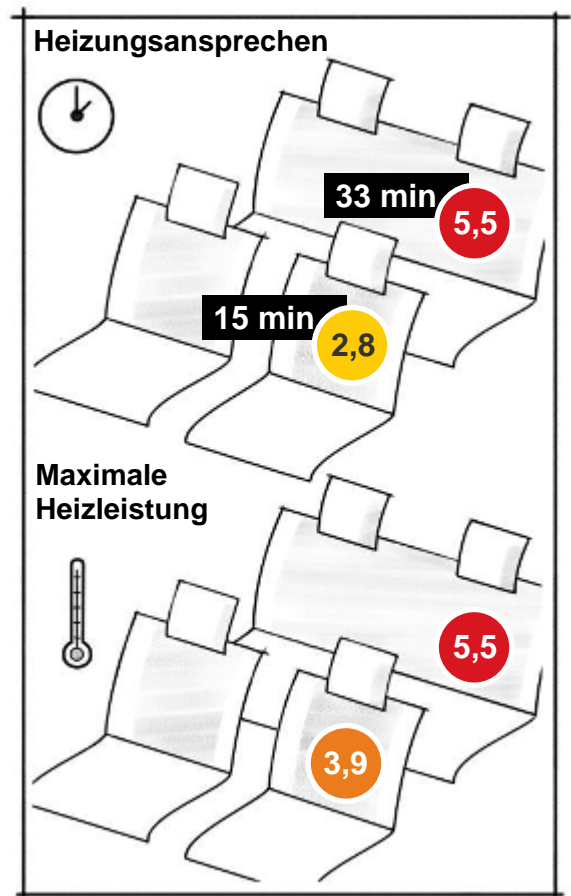 Heizungsansprechen
33 min
5,5
15 min
2,8
Maximale
Heizleistung
5,5
3,9